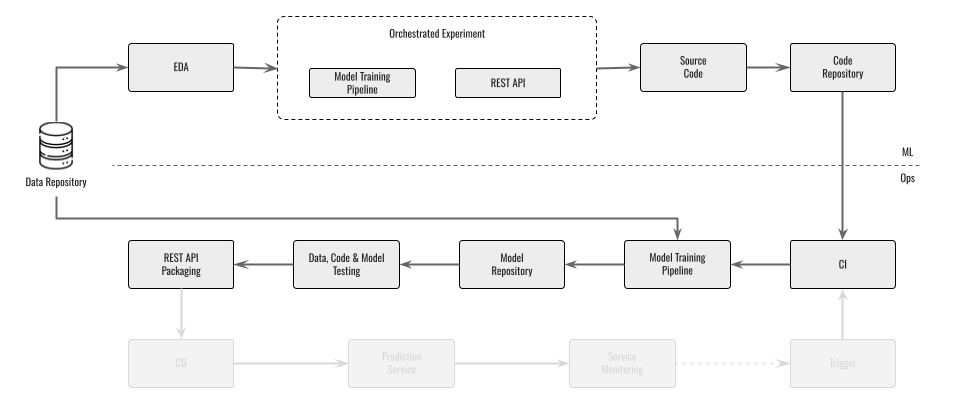 Orchestrated Experiment
EDA
Model Training
Pipeline
REST API
Source
Code
Code
Repository
Data Repository
ML
Ops
REST API
Packaging
Data, Code & Model
Testing
Model
Repository
Model Training
Pipeline
CI
CD
Prediction
Service
Service
Monitoring
Trigger